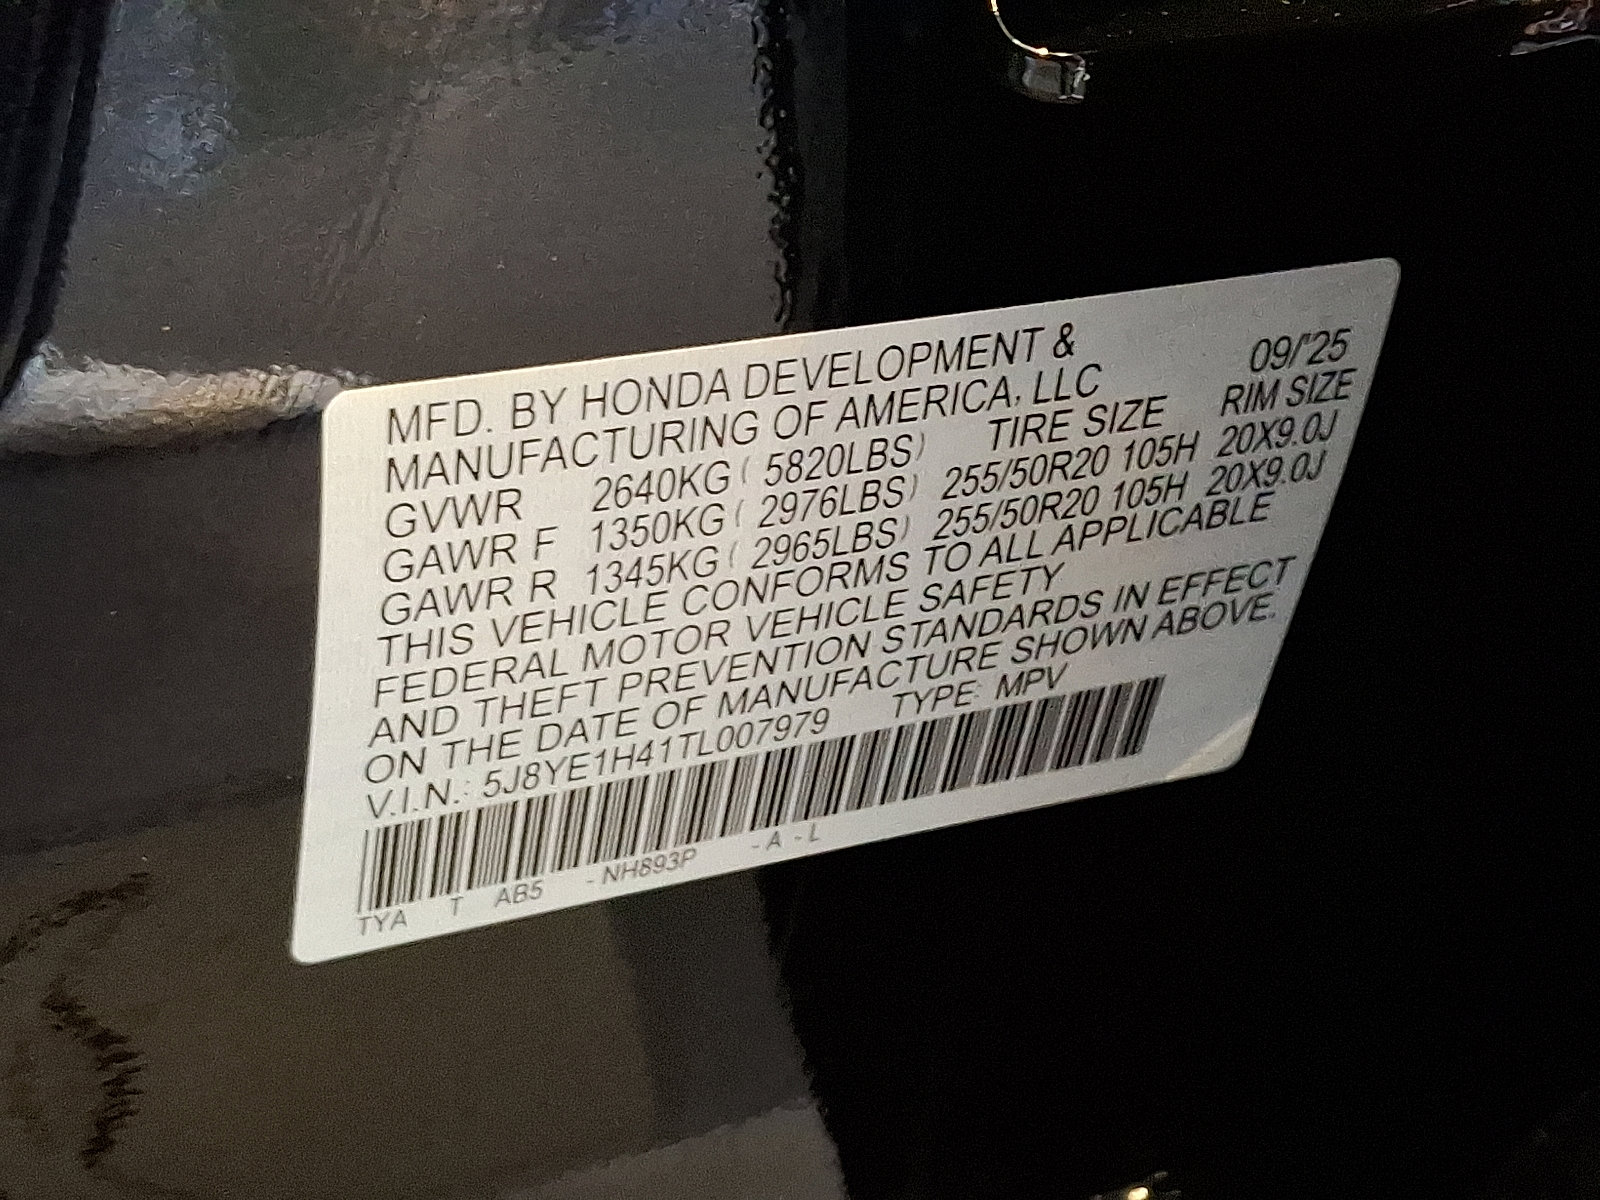 MFD. BY HONDA DEVELOPMENT & 09/'25
MANUFACTURING OF AMERICA, LLC
TIRE SIZE RIM SIZE
GVWR 2640KG ( 5820LBS)
GAWR F 1350KG ( 2976LBS) 255/50R20 105H 20X9.0J
GAWR R 1345KG ( 2965LBS) 255/50R20 105H 20X9.0J
THIS VEHICLE CONFORMS TO ALL APPLICABLE
FEDERAL MOTOR VEHICLE SAFETY
AND THEFT PREVENTION STANDARDS IN EFFECT
ON THE DATE OF MANUFACTURE SHOWN ABOVE.
V.I.N.: 5J8YE1H41TL007979 TYPE: MPV
TYA T AB5 - NH893P - A - L